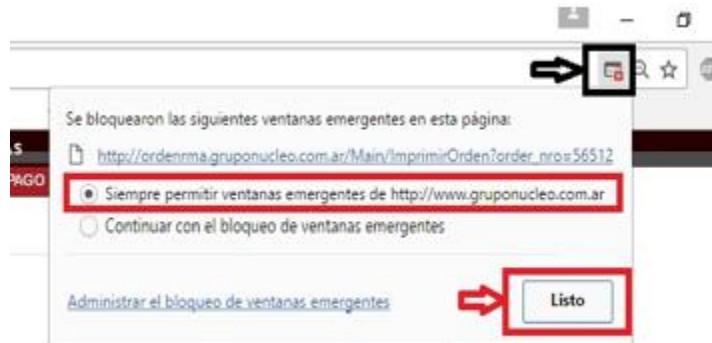 Se bloquearon las siguientes ventanas emergentes en esta página:
AS
http://ordenrma.gruponucleo.com.ar/Main/ImprimirOrden?order_nro=56512
PAGO
Siempre permitir ventanas emergentes de http://www.gruponucleo.com.ar
Continuar con el bloqueo de ventanas emergentes
Administrar el bloqueo de ventanas emergentes
Listo